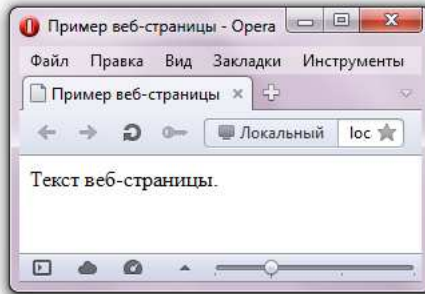 Пример веб-страницы - Opera
Файл Правка Вид Закладки Инструменты
Пример веб-страницы
Локальный loc
Текст веб-страницы.